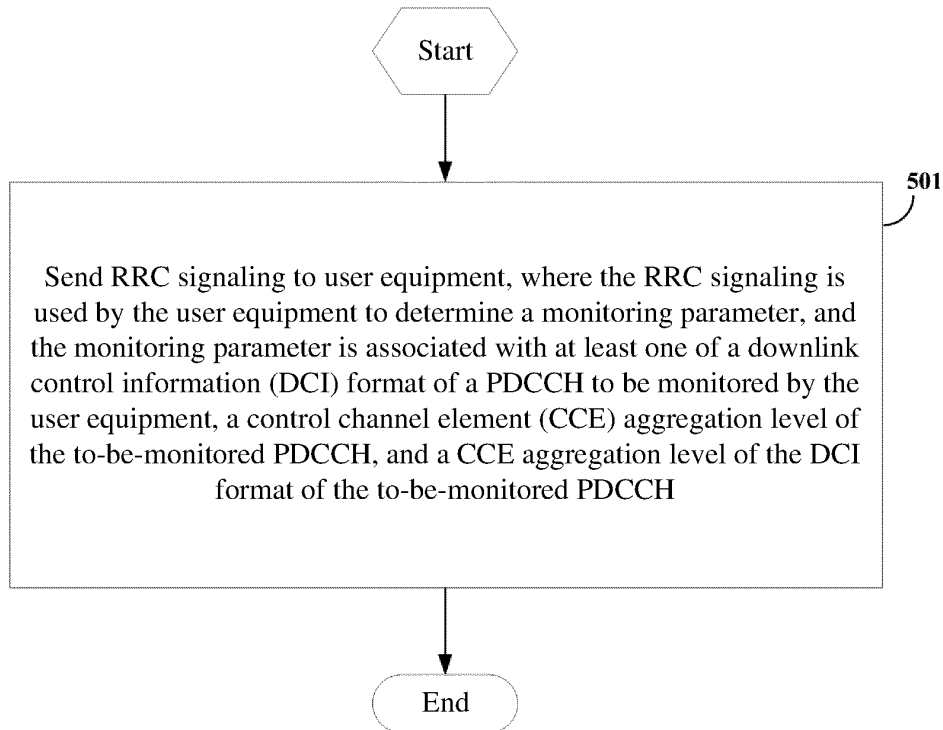 Start
501
Send RRC signaling to user equipment, where the RRC signaling is
used by the user equipment to determine a monitoring parameter, and
the monitoring parameter is associated with at least one of a downlink
control information (DCI) format of a PDCCH to be monitored by the
user equipment, a control channel element (CCE) aggregation level of
the to-be-monitored PDCCH, and a CCE aggregation level of the DCI
format of the to-be-monitored PDCCH
End